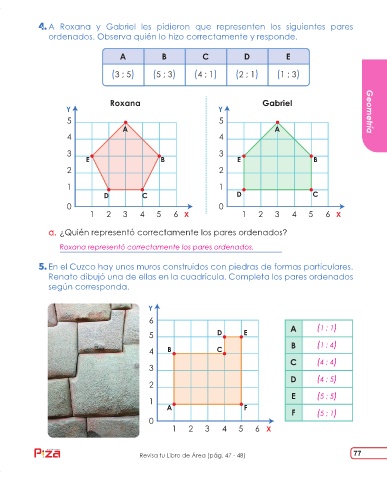 4. A Roxana y Gabriel les pidieron que representen los siguientes pares
ordenados. Observa quién lo hizo correctamente y responde.
A B C D E
(3 ; 5) (5 ; 3) (4 ; 1) (2 ; 1) (1 ; 3)
Geometría
Roxana
Y
5
4
3
2
1
0
1 2 3 4 5 6 X
A
E B
D C
Gabriel
Y
5
4
3
2
1
0
1 2 3 4 5 6 X
A
E B
D C
a. ¿Quién representó correctamente los pares ordenados?
Roxana representó correctamente los pares ordenados.
5. En el Cuzco hay unos muros construidos con piedras de formas particulares.
Renato dibujó una de ellas en la cuadrícula. Completa los pares ordenados
según corresponda.
Y
6
5
4
3
2
1
0
1 2 3 4 5 6 X
D E
B C
A F
A (1 ; 1)
B (1 ; 4)
C (4 ; 4)
D (4 ; 5)
E (5 ; 5)
F (5 ; 1)
Pizza
Revisa tu Libro de Área (pág. 47 - 48)
77